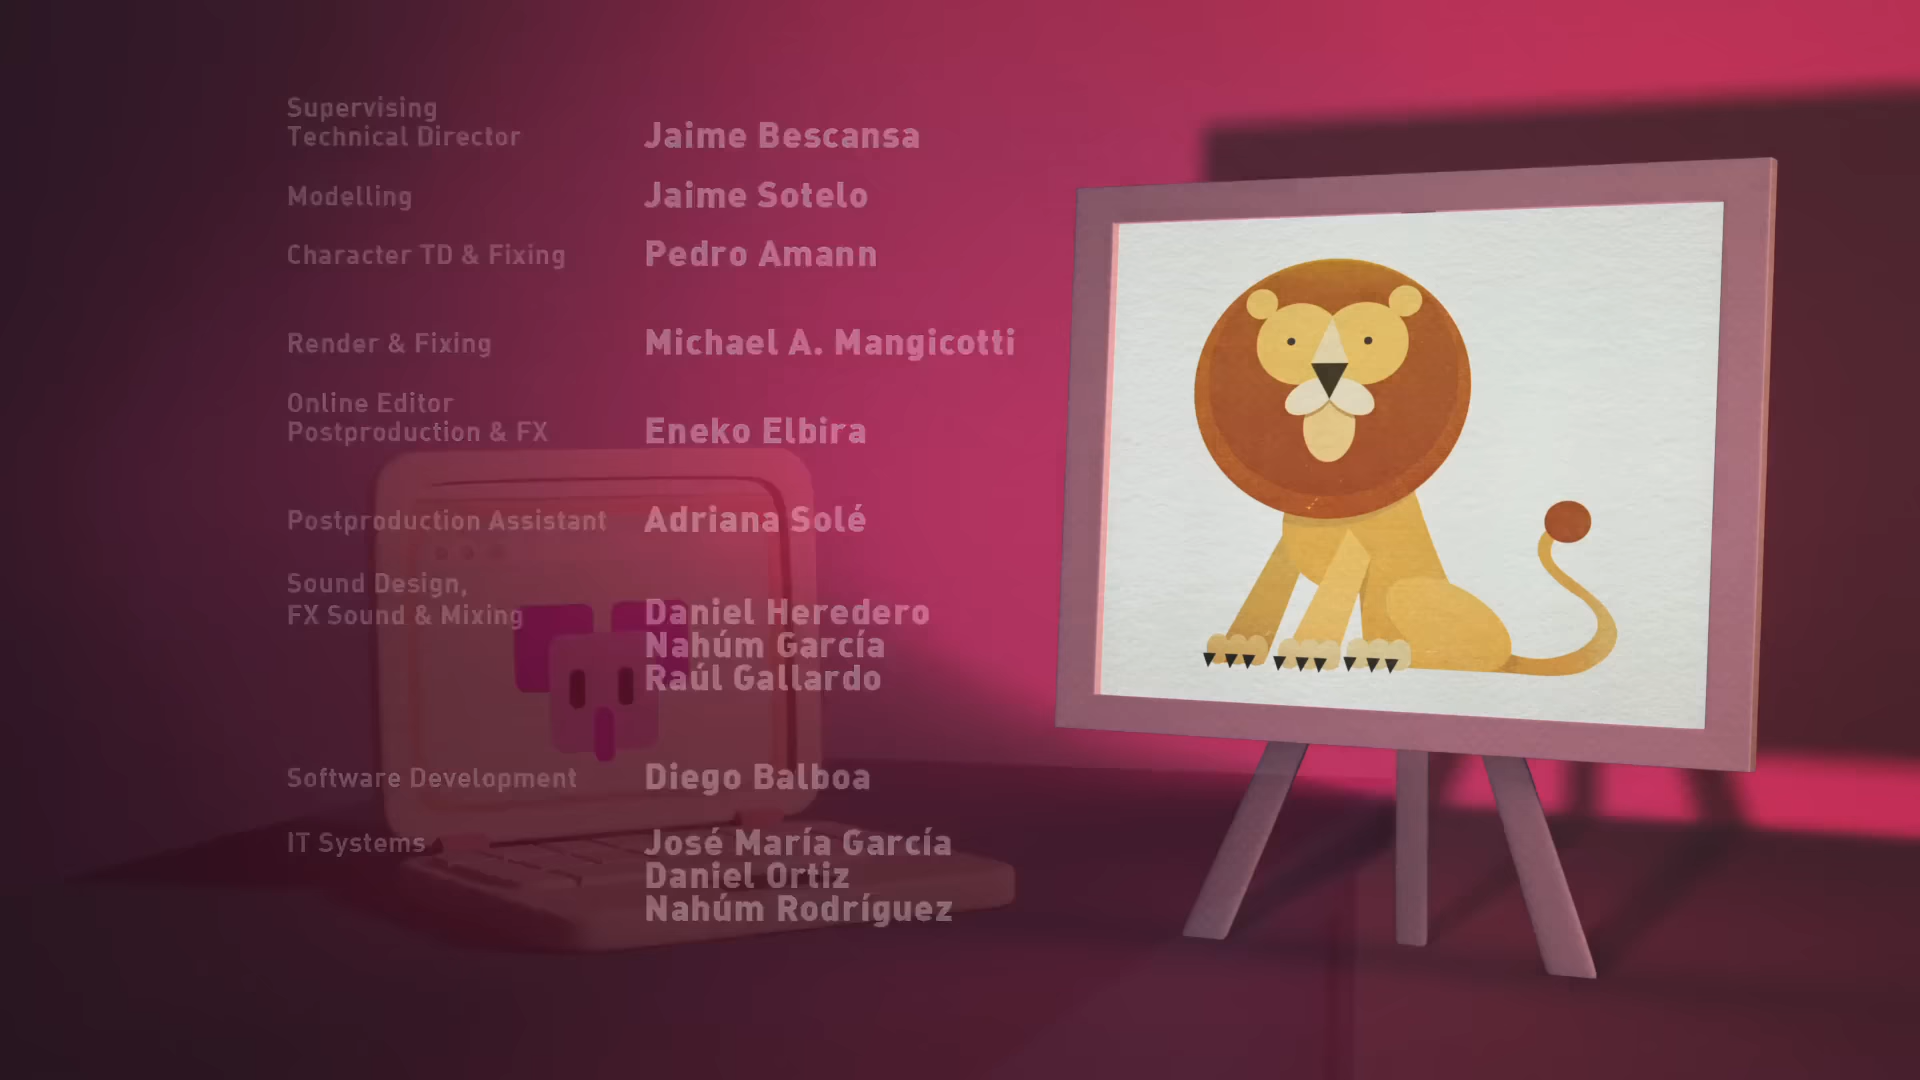 Supervising
Technical Director Jaime Bescansa
Modelling Jaime Sotelo
Character TD & Fixing Pedro Amann
Render & Fixing Michael A. Mangicotti
Online Editor
Postproduction & FX Eneko Elbira
Postproduction Assistant Adriana Solé
Sound Design,
FX Sound & Mixing Daniel Heredero
Nahúm García
Raúl Gallardo
Software Development Diego Balboa
IT Systems José María García
Daniel Ortiz
Nahúm Rodríguez